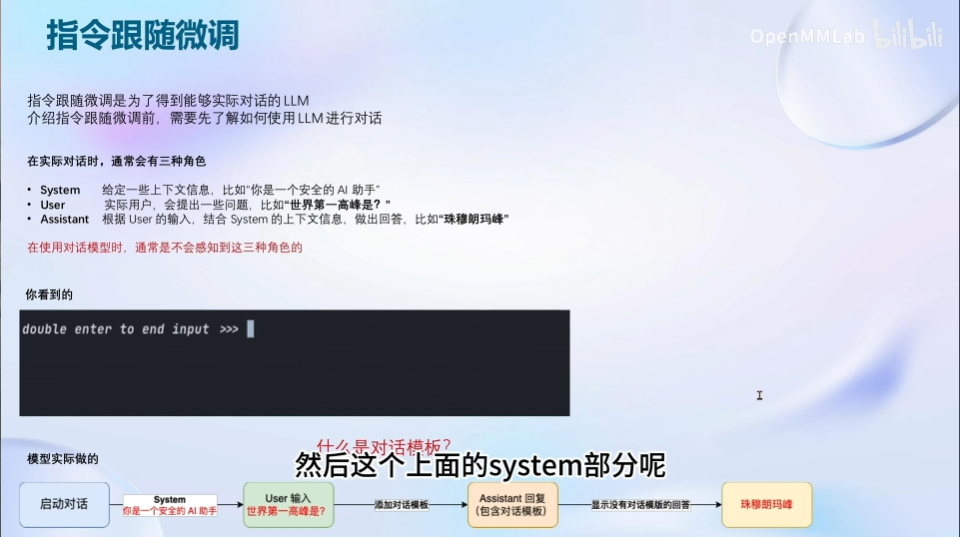 指令跟随微调
OpenMMLab bilibili
指令跟随微调是为了得到能够实际对话的LLM
介绍指令跟随微调前，需要先了解如何使用LLM进行对话
在实际对话时，通常会有三种角色
• System 给定一些上下文信息，比如“你是一个安全的 AI 助手”
• User 实际用户，会提出一些问题，比如“世界第一高峰是？”
• Assistant 根据 User 的输入，结合 System 的上下文信息，做出回答，比如“珠穆朗玛峰”
在使用对话模型时，通常是不会感知到这三种角色的
你看到的
double enter to end input >>>
什么是对话模板？
模型实际做的
然后这个上面的system部分呢
启动对话
System
你是一个安全的 AI 助手
User 输入
世界第一高峰是？
添加对话模板
Assistant 回复
（包含对话模板）
显示没有对话模版的回答
珠穆朗玛峰